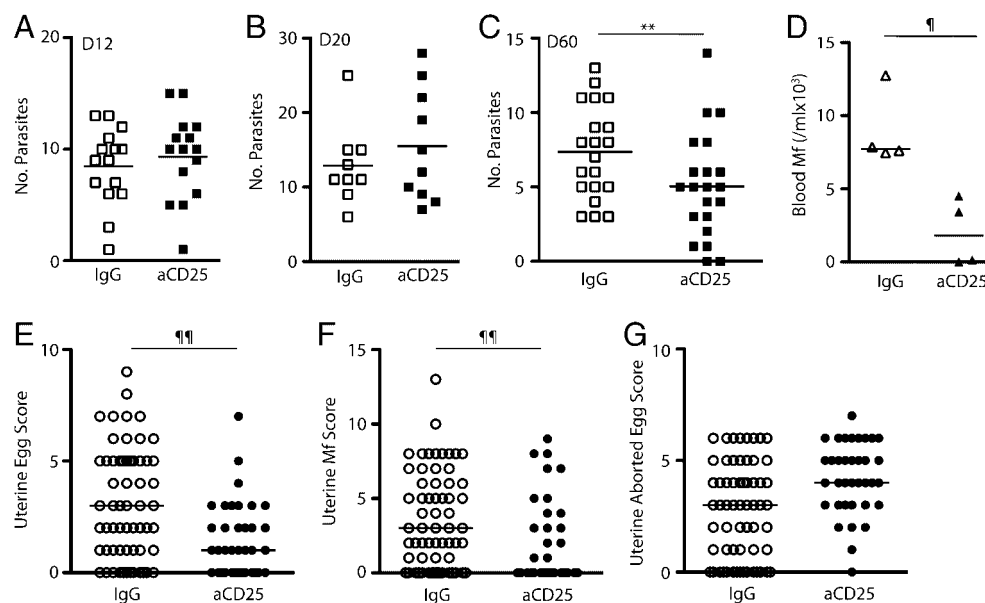 A
D12
No. Parasites
20
10
0
IgG
aCD25
B
D20
No. Parasites
30
20
10
0
IgG
aCD25
C
D60
**
No. Parasites
15
10
5
0
IgG
aCD25
D
¶
Blood Mf (/mlx10³)
15
10
5
0
IgG
aCD25
E
¶¶
Uterine Egg Score
10
5
0
IgG
aCD25
F
¶¶
Uterine Mf Score
15
10
5
0
IgG
aCD25
G
Uterine Aborted Egg Score
10
5
0
IgG
aCD25